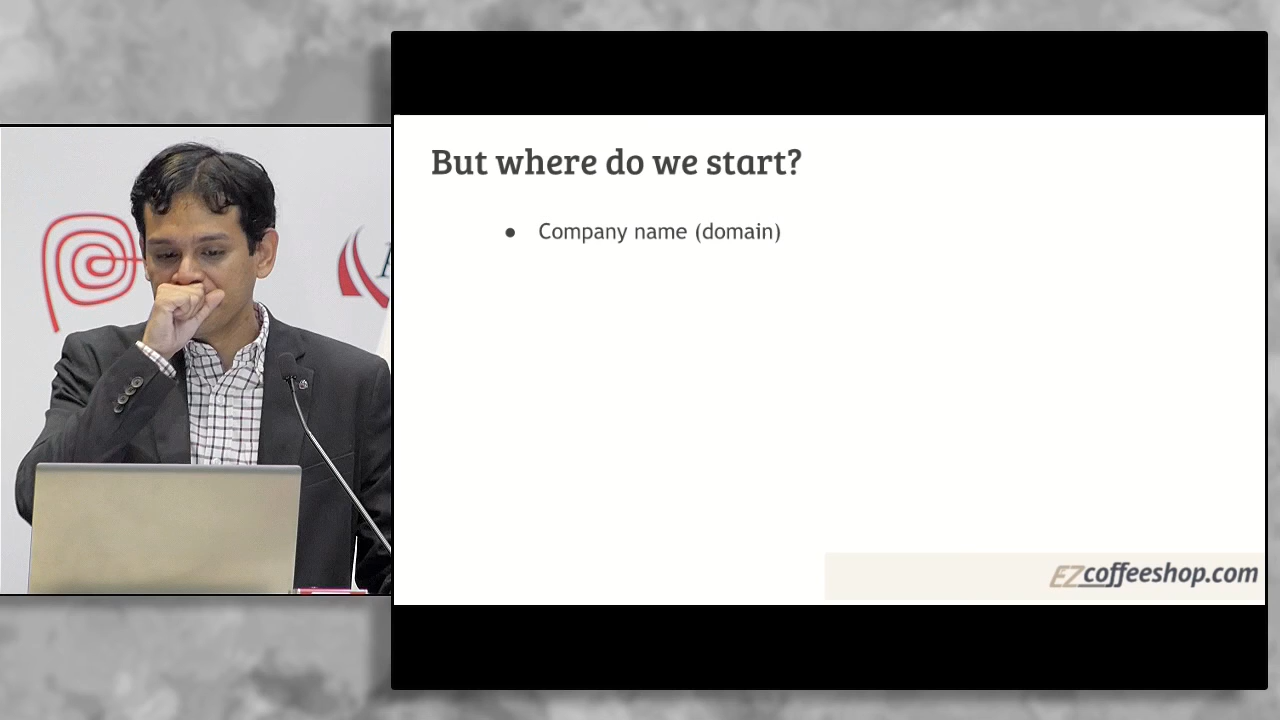 But where do we start?
● Company name (domain)
EZcoffeeshop.com